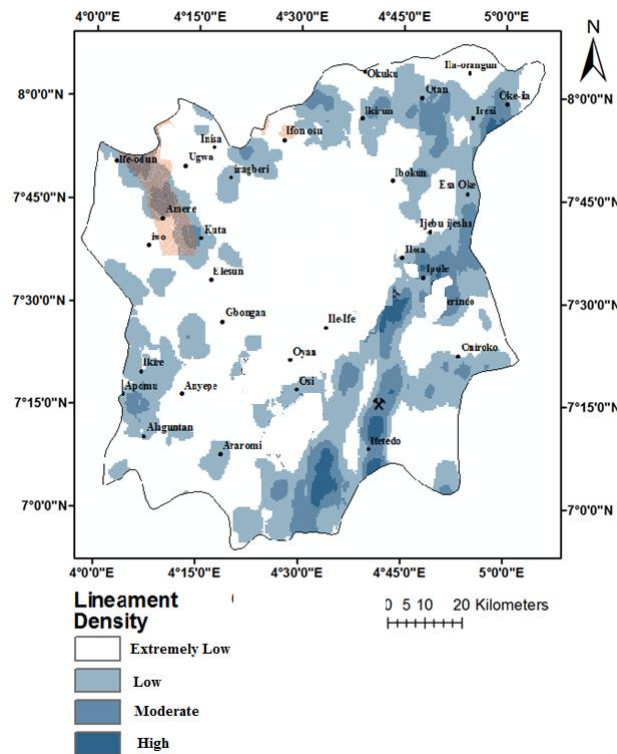 4°0'0"E 4°15'0"E 4°30'0"E 4°45'0"E 5°0'0"E
N
Ila-orangun
Okuku
8°0'0"N
Otan
Oke-Ila
8°0'0"N
Ikirun
Iresi
Ifon osu
Inisa
Ife-odun
Ugwa
iragberi
Ibokun
7°45'0"N
Esa Oke
7°45'0"N
Amere
Ijebu ijesha
iwo
Kuta
Ilesa
Elesun
Ipole
7°30'0"N
erinco
7°30'0"N
Gbongan
Ile-Ife
Oyan
Oniroko
Ikire
Apomu
Anyepe
Osi
7°15'0"N
7°15'0"N
Ahguntan
Araromi
Ifetedo
7°0'0"N
7°0'0"N
4°0'0"E 4°15'0"E 4°30'0"E 4°45'0"E 5°0'0"E
Lineament
Density
0 5 10 20 Kilometers
Extremely Low
Low
Moderate
High